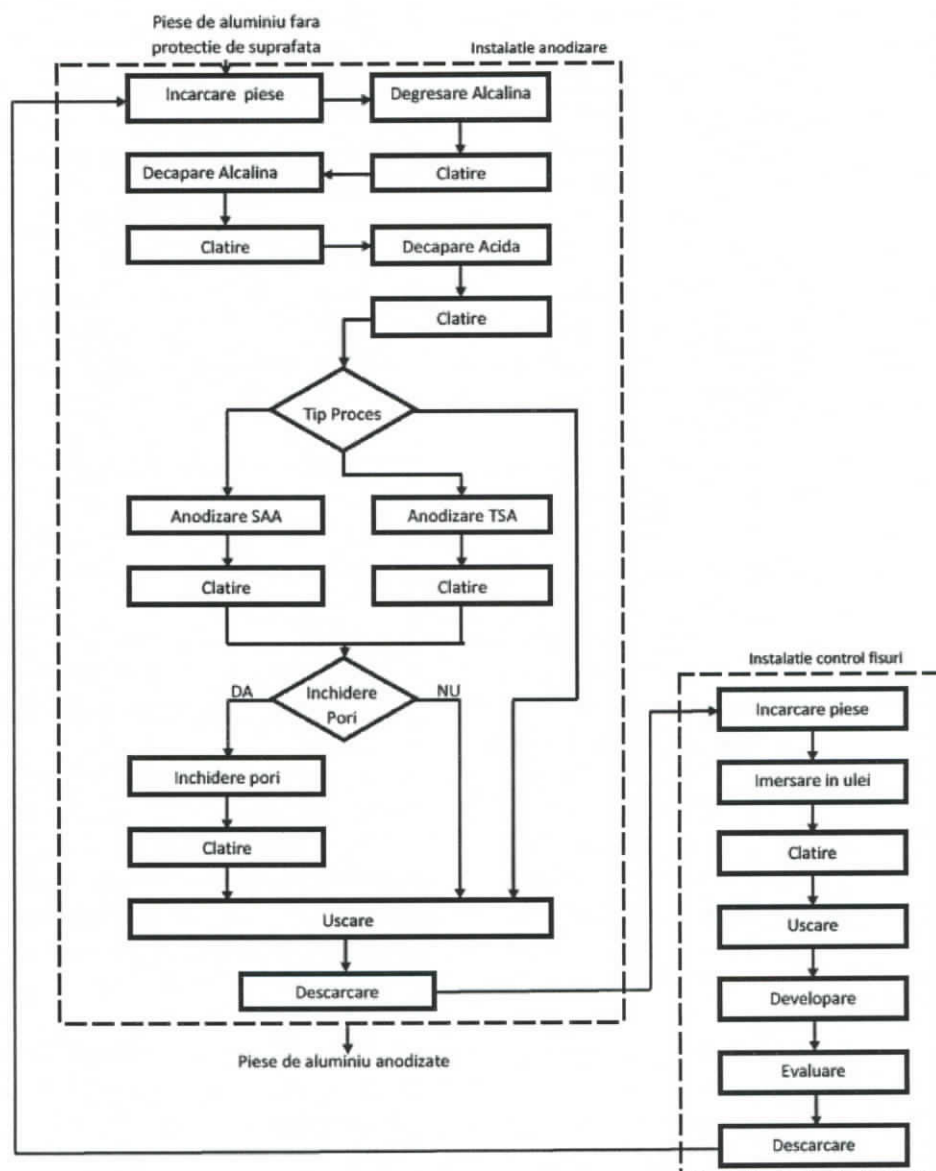 Piese de aluminiu fara
protectie de suprafata
Instalatie anodizare
Incarcare piese
Degresare Alcalina
Decapare Alcalina
Clatire
Clatire
Decapare Acida
Clatire
Tip Proces
Anodizare SAA
Anodizare TSA
Clatire
Clatire
DA
Inchidere
Pori
NU
Inchidere pori
Clatire
Uscare
Descarcare
Piese de aluminiu anodizate
Instalatie control fisuri
Incarcare piese
Imersare in ulei
Clatire
Uscare
Developare
Evaluare
Descarcare